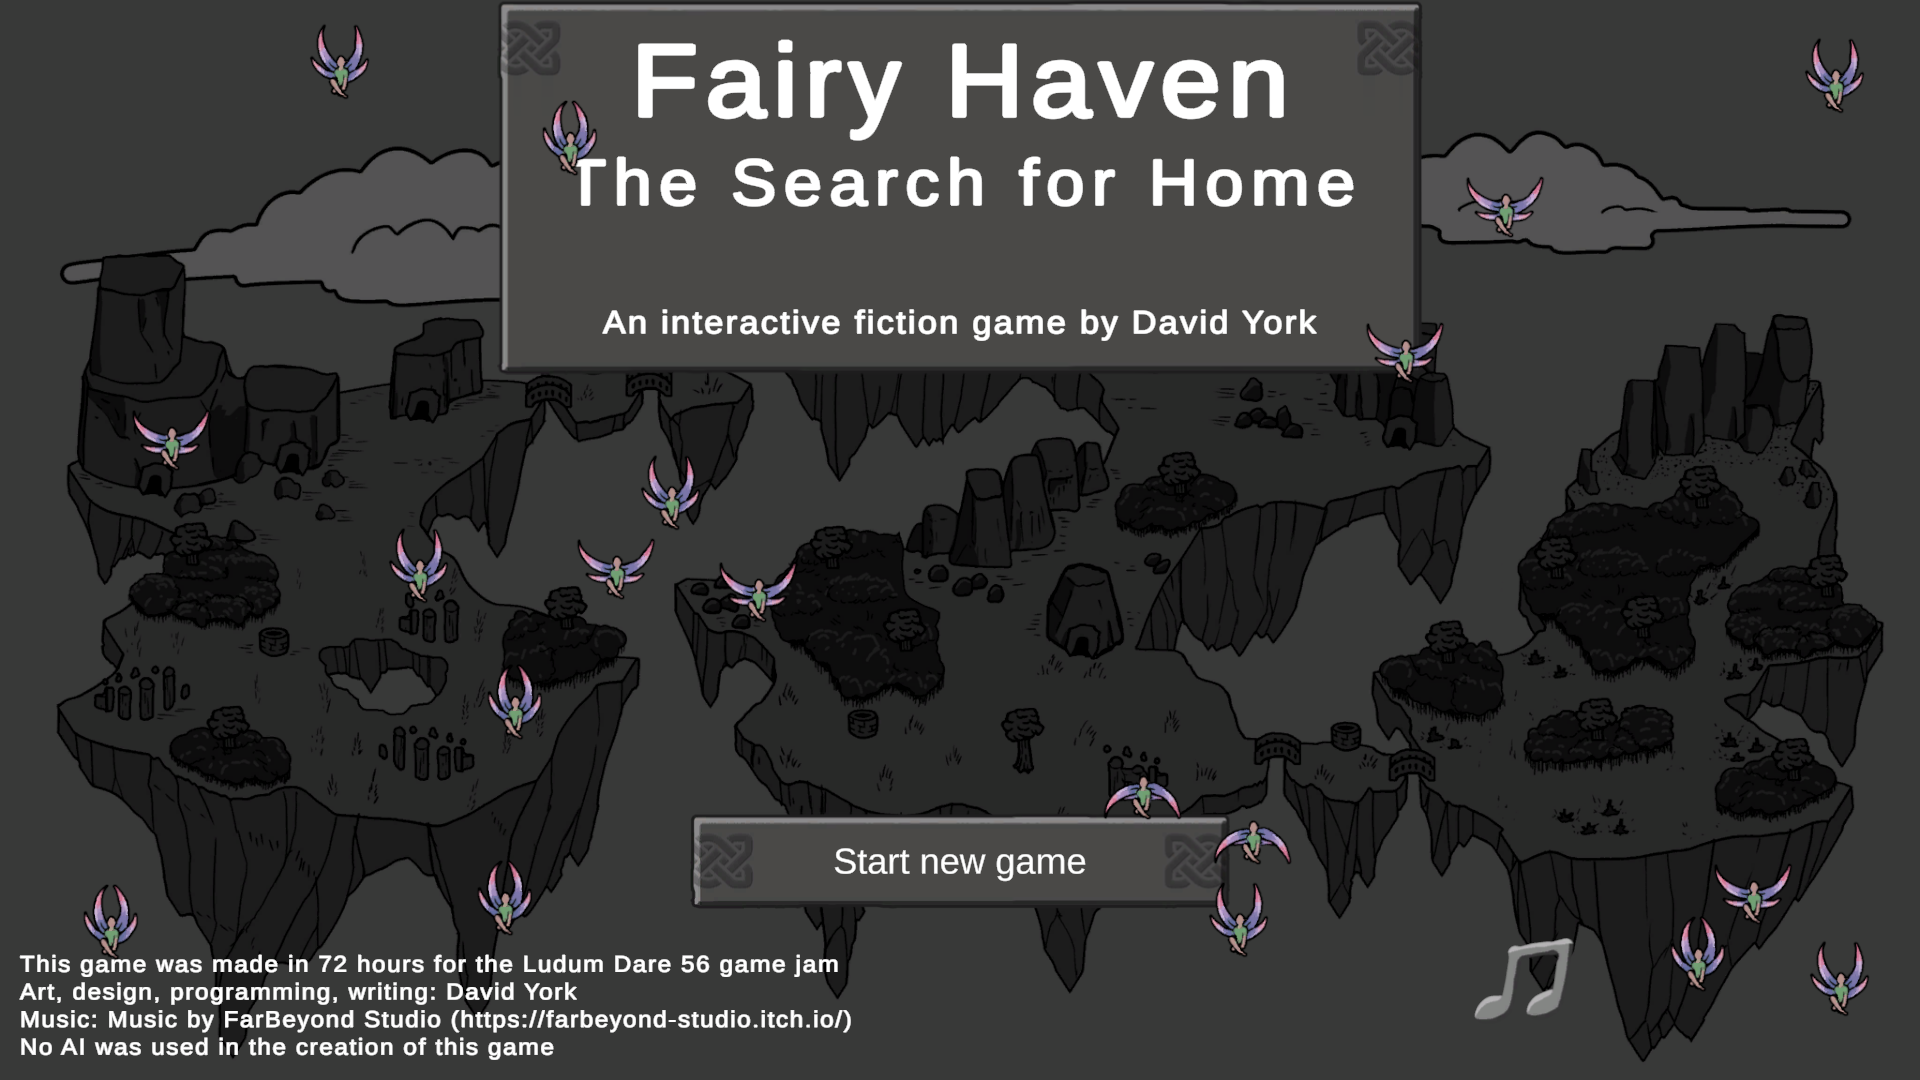 Fairy Haven
The Search for Home
An interactive fiction game by David York
Start new game
This game was made in 72 hours for the Ludum Dare 56 game jam
Art, design, programming, writing: David York
Music: Music by FarBeyond Studio (https://farbeyond-studio.itch.io/)
No AI was used in the creation of this game